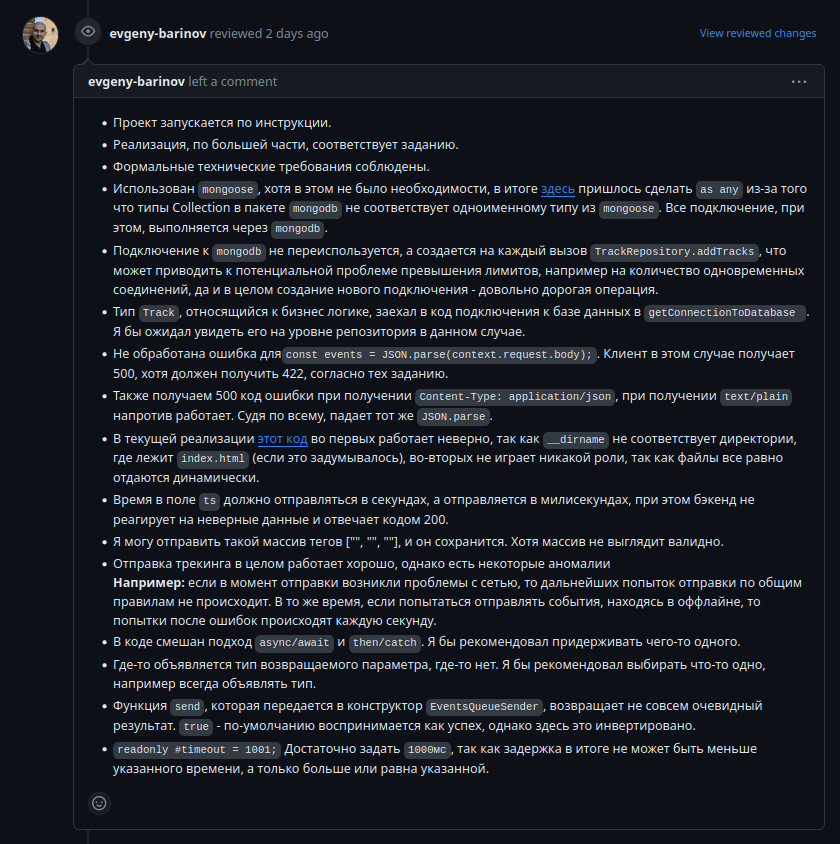 evgeny-barinov reviewed 2 days ago
View reviewed changes
evgeny-barinov left a comment
• Проект запускается по инструкции.
• Реализация, по большей части, соответствует заданию.
• Формальные технические требования соблюдены.
• Использован mongoose, хотя в этом не было необходимости, в итоге здесь пришлось сделать as any из-за того
что типы Collection в пакете mongodb не соответствует одноименному типу из mongoose. Все подключение, при
этом, выполняется через mongodb.
• Подключение к mongodb не переиспользуется, а создается на каждый вызов TrackRepository.addTracks, что
может приводить к потенциальной проблеме превышения лимитов, например на количество одновременных
соединений, да и в целом создание нового подключения - довольно дорогая операция.
• Тип Track, относящийся к бизнес логике, заехал в код подключения к базе данных в getConnectionToDatabase .
Я бы ожидал увидеть его на уровне репозитория в данном случае.
• Не обработана ошибка для const events = JSON.parse(context.request.body);. Клиент в этом случае получает
500, хотя должен получить 422, согласно тех заданию.
• Также получаем 500 код ошибки при получении Content-Type: application/json, при получении text/plain
напротив работает. Судя по всему, падает тот же JSON.parse.
• В текущей реализации этот код во первых работает неверно, так как __dirname не соответствует директории,
где лежит index.html (если это задумывалось), во-вторых не играет никакой роли, так как файлы все равно
отдаются динамически.
• Время в поле ts должно отправляться в секундах, а отправляется в милисекундах, при этом бэкенд не
реагирует на неверные данные и отвечает кодом 200.
• Я могу отправить такой массив тегов ["", "", ""], и он сохранится. Хотя массив не выглядит валидно.
• Отправка трекинга в целом работает хорошо, однако есть некоторые аномалии
Например: если в момент отправки возникли проблемы с сетью, то дальнейших попыток отправки по общим
правилам не происходит. В то же время, если попытаться отправлять события, находясь в оффлайне, то
попытки после ошибок происходят каждую секунду.
• В коде смешан подход async/await и then/catch. Я бы рекомендовал придерживать чего-то одного.
• Где-то объявляется тип возвращаемого параметра, где-то нет. Я бы рекомендовал выбирать что-то одно,
например всегда объявлять тип.
• Функция send, которая передается в конструктор EventsQueueSender, возвращает не совсем очевидный
результат. true - по-умолчанию воспринимается как успех, однако здесь это инвертировано.
• readonly #timeout = 1001; Достаточно задать 1000мс, так как задержка в итоге не может быть меньше
указанного времени, а только больше или равна указанной.